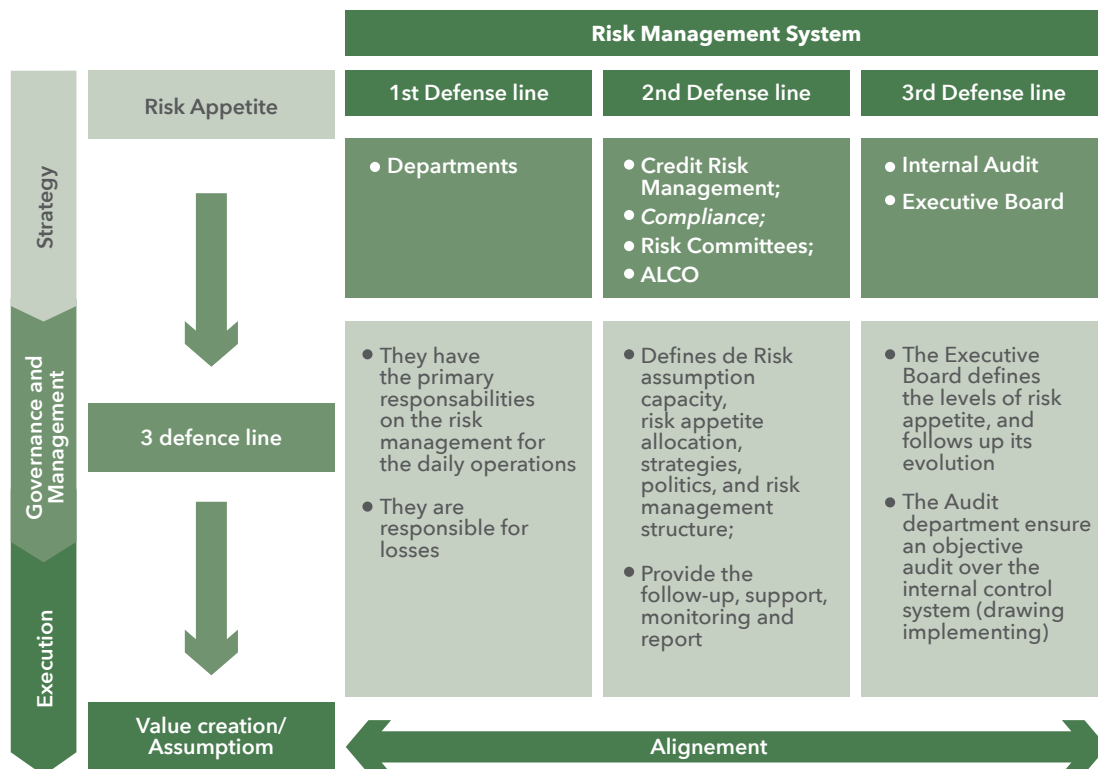 Risk Management System
Risk Appetite
1st Defense line
2nd Defense line
3rd Defense line
Strategy
• Departments
• Credit Risk
Management;
• Compliance;
• Risk Committees;
• ALCO
• Internal Audit
• Executive Board
Governance and
Management
3 defence line
• They have
the primary
responsabilities
on the risk
management for
the daily operations
• They are
responsible for
losses
• Defines de Risk
assumption
capacity,
risk appetite
allocation,
strategies,
politics, and risk
management
structure;
• Provide the
follow-up, support,
monitoring and
report
• The Executive
Board defines
the levels of risk
appetite, and
follows up its
evolution
• The Audit
department ensure
an objective
audit over the
internal control
system (drawing
implementing)
Execution
Value creation/
Assumptiom
Alignement